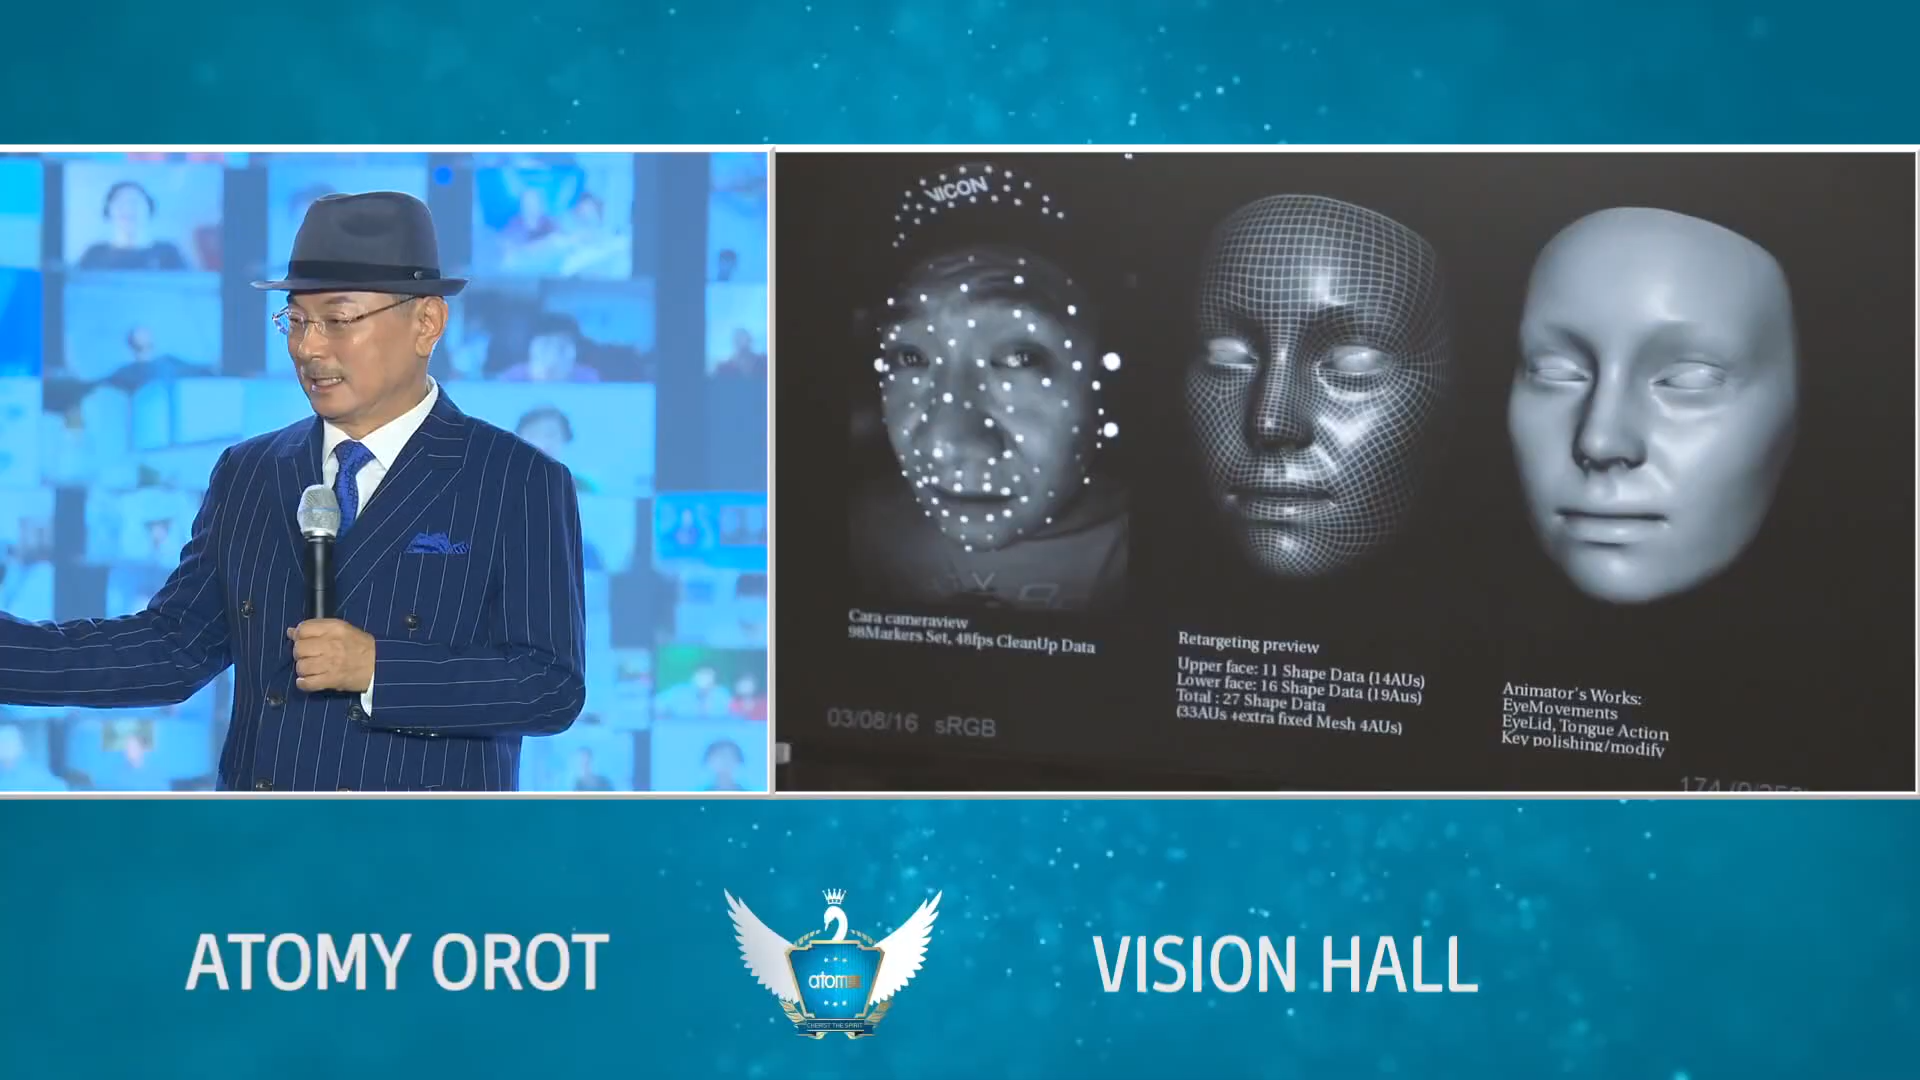 VICON
Cara cameraview
98Markers Set, 48fps CleanUp Data
03/08/16 sRGB
Retargeting preview
Upper face: 11 Shape Data (14AUs)
Lower face: 16 Shape Data (19Aus)
Total : 27 Shape Data
(33AUs +extra fixed Mesh 4AUs)
Animator's Works:
EyeMovements
EyeLid, Tongue Action
Key polishing/modify
ATOMY OROT
atom
VISION HALL